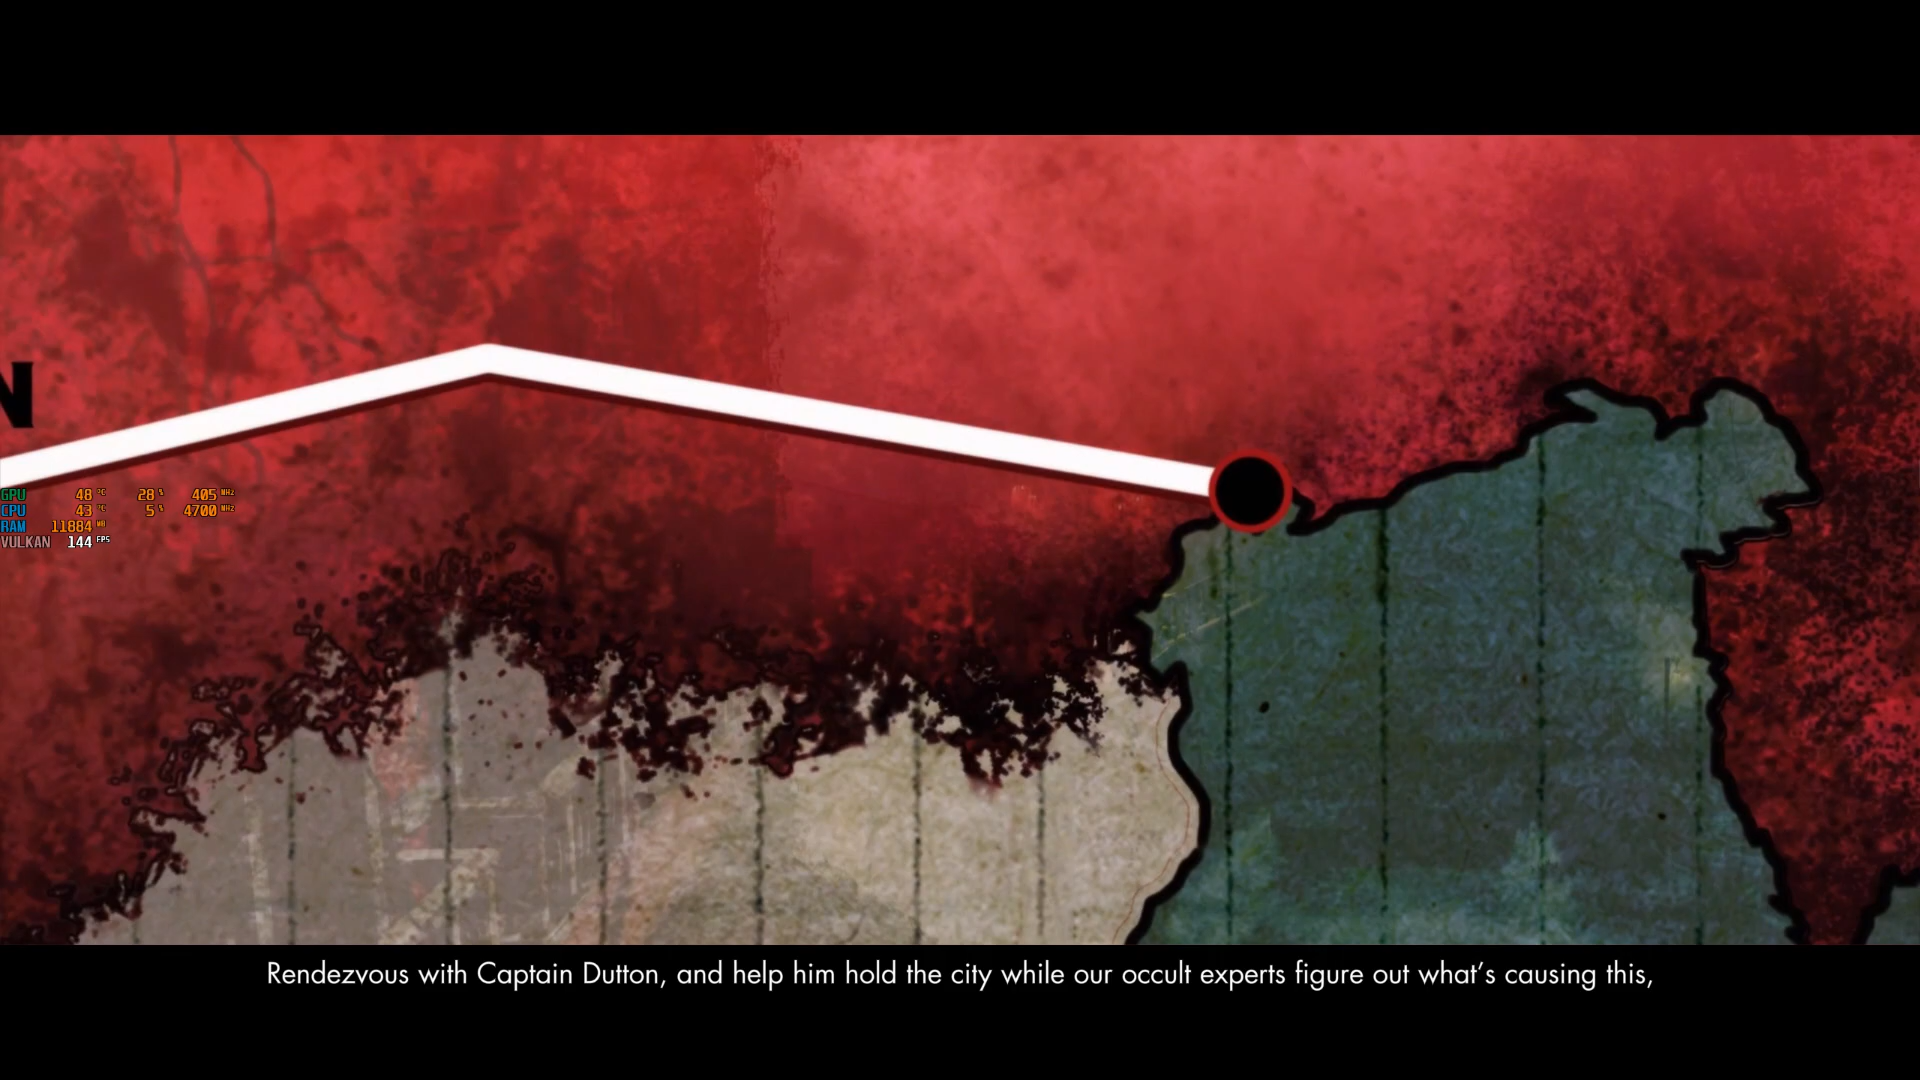 N
GPU 48 °C 28 % 405 MHz
CPU 43 °C 5 % 4700 MHz
RAM 11884 MB
VULKAN 144 FPS
Rendezvous with Captain Dutton, and help him hold the city while our occult experts figure out what’s causing this,